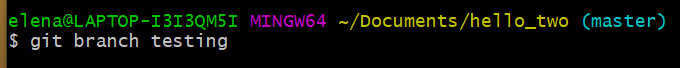 elena@LAPTOP-I3I3QM5I MINGW64 ~/Documents/hello_two (master)
$ git branch testing